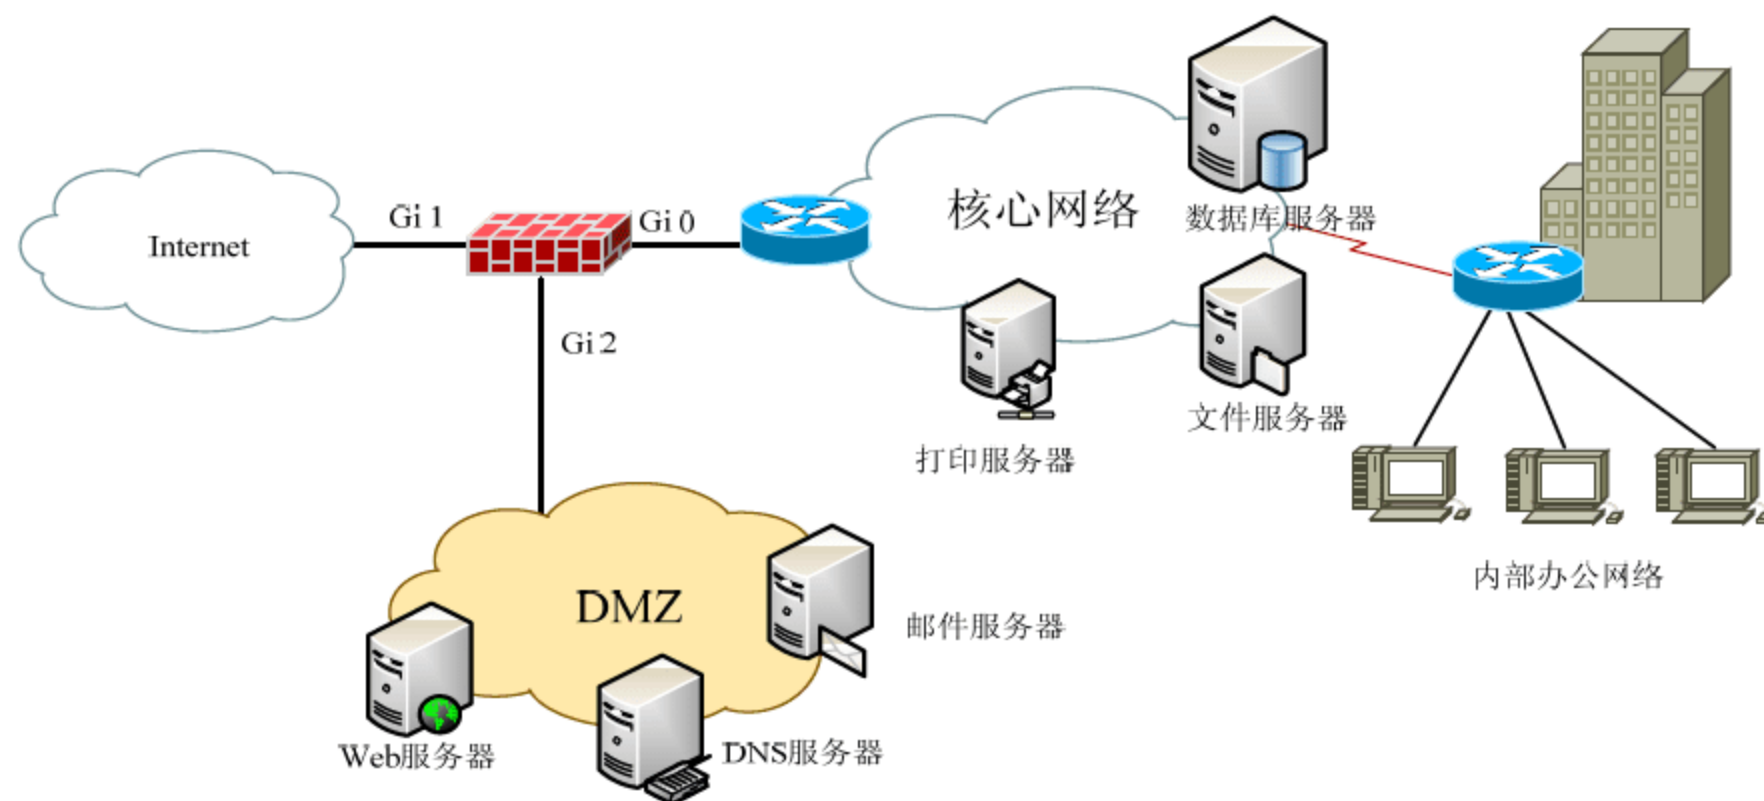 Internet
Gi 1
Gi 0
Gi 2
核心网络
数据库服务器
打印服务器
文件服务器
内部办公网络
DMZ
邮件服务器
Web服务器
DNS服务器